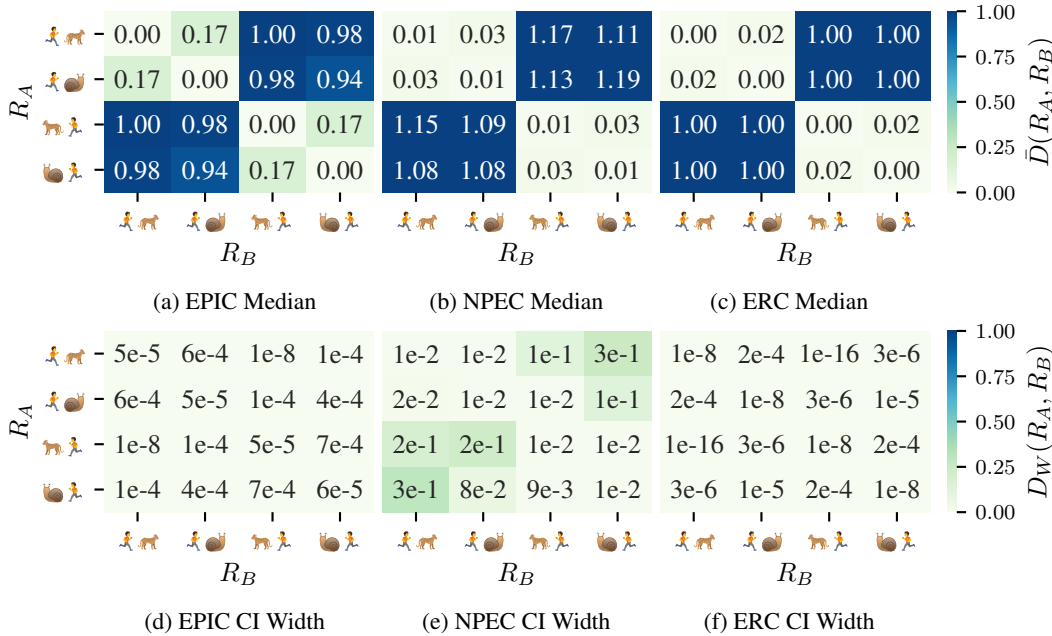 R_A
0.00 0.17 1.00 0.98
0.17 0.00 0.98 0.94
1.00 0.98 0.00 0.17
0.98 0.94 0.17 0.00
R_B
(a) EPIC Median
0.01 0.03 1.17 1.11
0.03 0.01 1.13 1.19
1.15 1.09 0.01 0.03
1.08 1.08 0.03 0.01
R_B
(b) NPEC Median
0.00 0.02 1.00 1.00
0.02 0.00 1.00 1.00
1.00 1.00 0.00 0.02
1.00 1.00 0.02 0.00
R_B
(c) ERC Median
1.00
0.75
0.50
0.25
0.00
D̄(R_A, R_B)
R_A
5e-5 6e-4 1e-8 1e-4
6e-4 5e-5 1e-4 4e-4
1e-8 1e-4 5e-5 7e-4
1e-4 4e-4 7e-4 6e-5
R_B
(d) EPIC CI Width
1e-2 1e-2 1e-1 3e-1
2e-2 1e-2 1e-2 1e-1
2e-1 2e-1 1e-2 1e-2
3e-1 8e-2 9e-3 1e-2
R_B
(e) NPEC CI Width
1e-8 2e-4 1e-16 3e-6
2e-4 1e-8 3e-6 1e-5
1e-16 3e-6 1e-8 2e-4
3e-6 1e-5 2e-4 1e-8
R_B
(f) ERC CI Width
1.00
0.75
0.50
0.25
0.00
D_W(R_A, R_B)